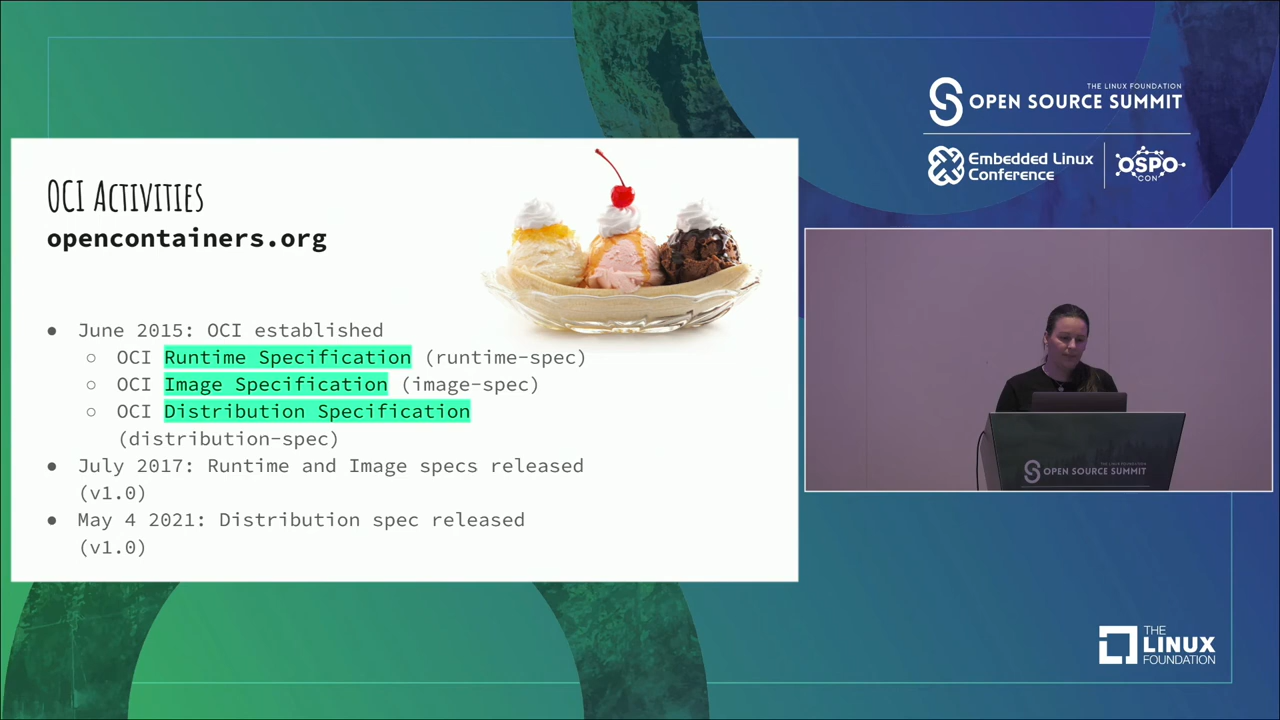 THE LINUX FOUNDATION
OPEN SOURCE SUMMIT
Embedded Linux
Conference
OSPO
CON
OCI ACTIVITIES
opencontainers.org
● June 2015: OCI established
○ OCI Runtime Specification (runtime-spec)
○ OCI Image Specification (image-spec)
○ OCI Distribution Specification
(distribution-spec)
● July 2017: Runtime and Image specs released
(v1.0)
● May 4 2021: Distribution spec released
(v1.0)
THE LINUX FOUNDATION
OPEN SOURCE SUMMIT
THE
LINUX
FOUNDATION